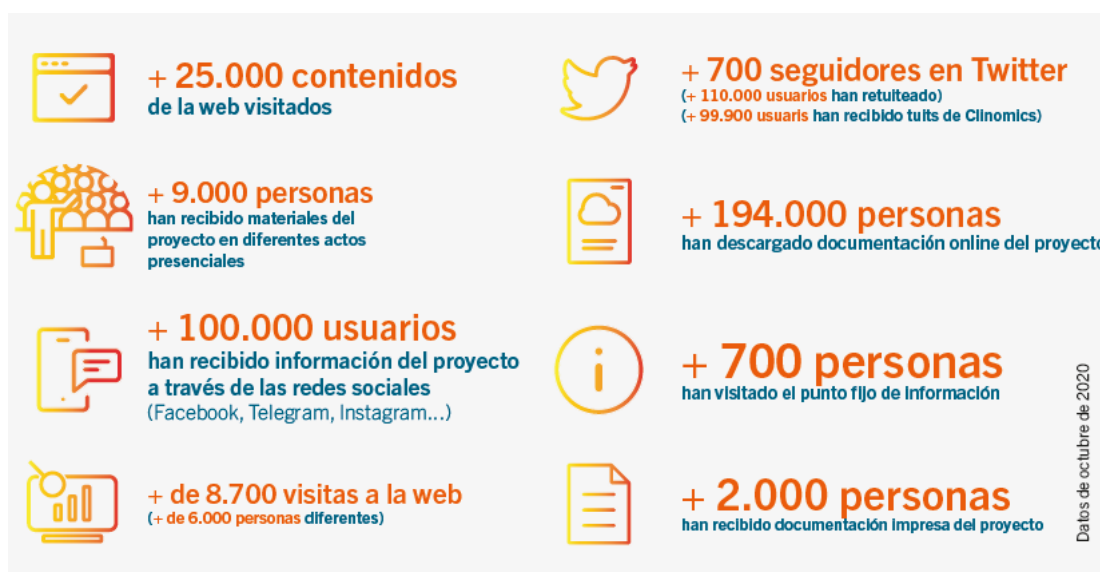 + 25.000 contenidos
de la web visitados
+ 9.000 personas
han recibido materiales del
proyecto en diferentes actos
presenciales
+ 100.000 usuarios
han recibido información del proyecto
a través de las redes sociales
(Facebook, Telegram, Instagram...)
+ de 8.700 visitas a la web
(+ de 6.000 personas diferentes)
+ 700 seguidores en Twitter
(+ 110.000 usuarios han retuiteado)
(+ 99.900 usuaris han recibido tuits de Clinomics)
+ 194.000 personas
han descargado documentación online del proyecto
+ 700 personas
han visitado el punto fijo de información
+ 2.000 personas
han recibido documentación impresa del proyecto
Datos de octubre de 2020